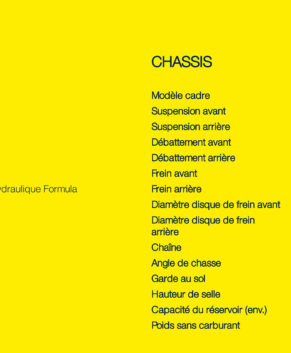 CHASSIS
Modèle cadre
Suspension avant
Suspension arrière
Débattement avant
Débattement arrière
Frein avant
Hydraulique Formula
Frein arrière
Diamètre disque de frein avant
Diamètre disque de frein
arrière
Chaîne
Angle de chasse
Garde au sol
Hauteur de selle
Capacité du réservoir (env.)
Poids sans carburant